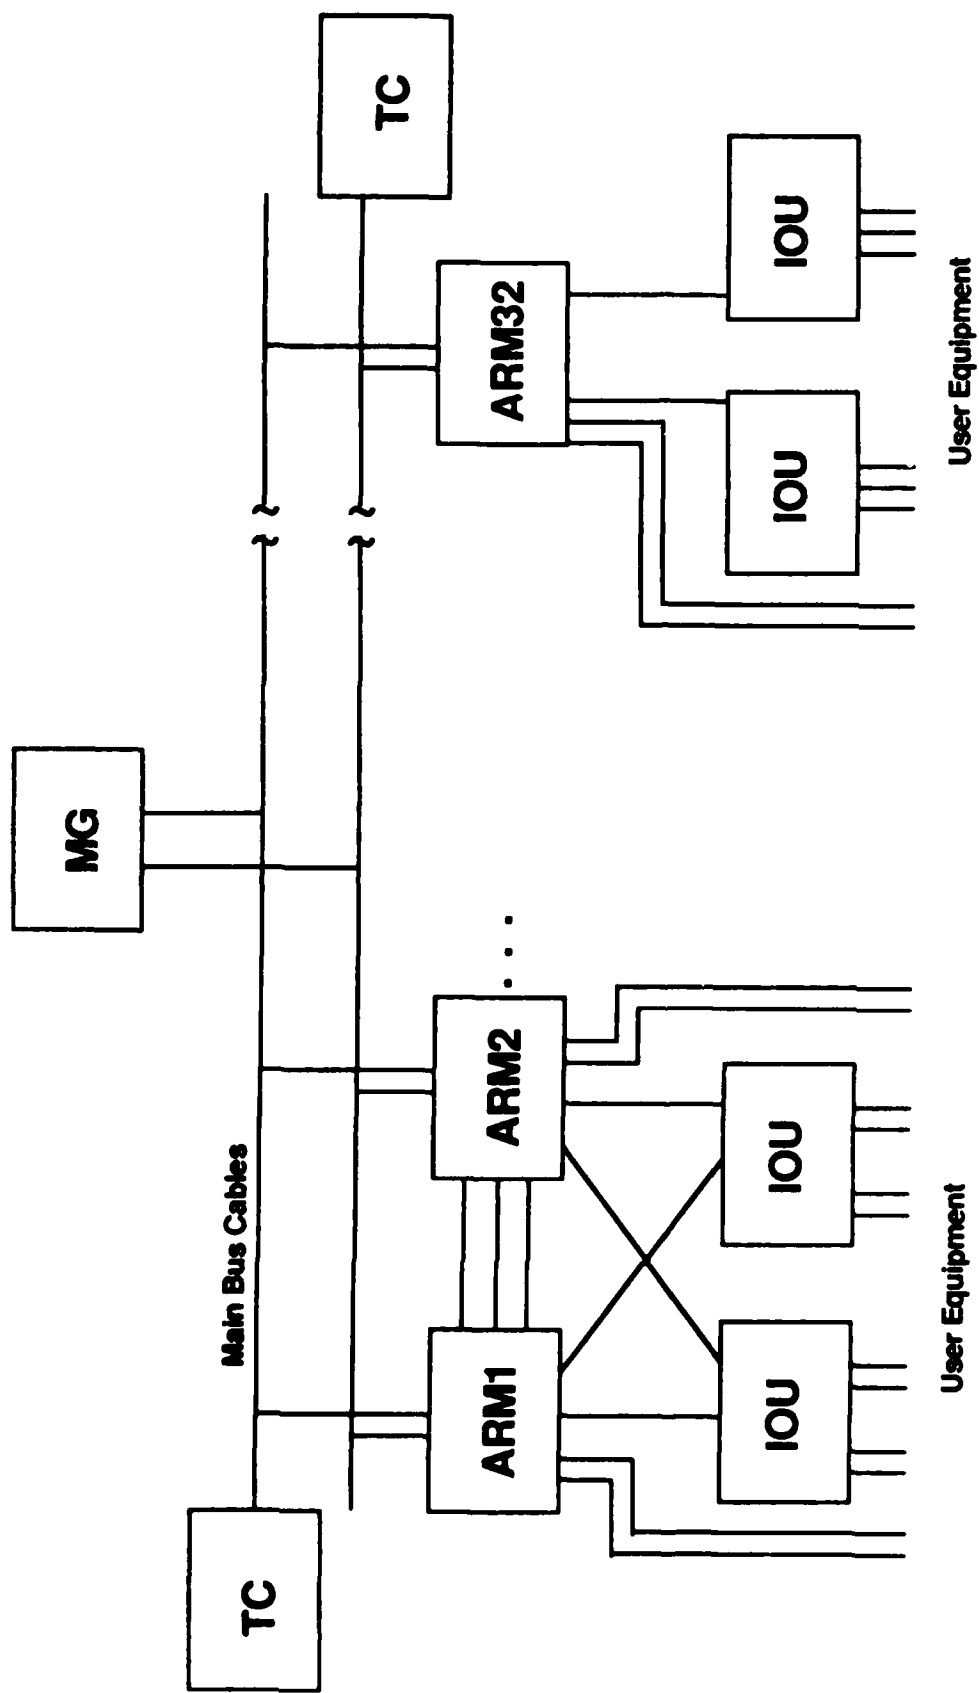 MG
TC
Main Bus Cables
TC
ARM1
ARM2
. . .
ARM32
IOU
IOU
IOU
IOU
User Equipment
User Equipment